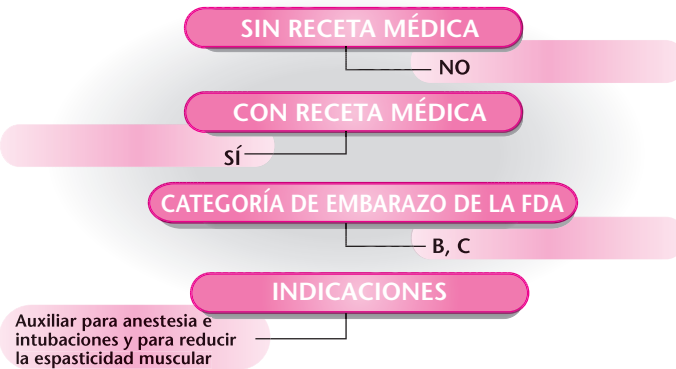 SIN RECETA MÉDICA
NO
CON RECETA MÉDICA
SÍ
CATEGORÍA DE EMBARAZO DE LA FDA
B, C
INDICACIONES
Auxiliar para anestesia e
intubaciones y para reducir
la espasticidad muscular